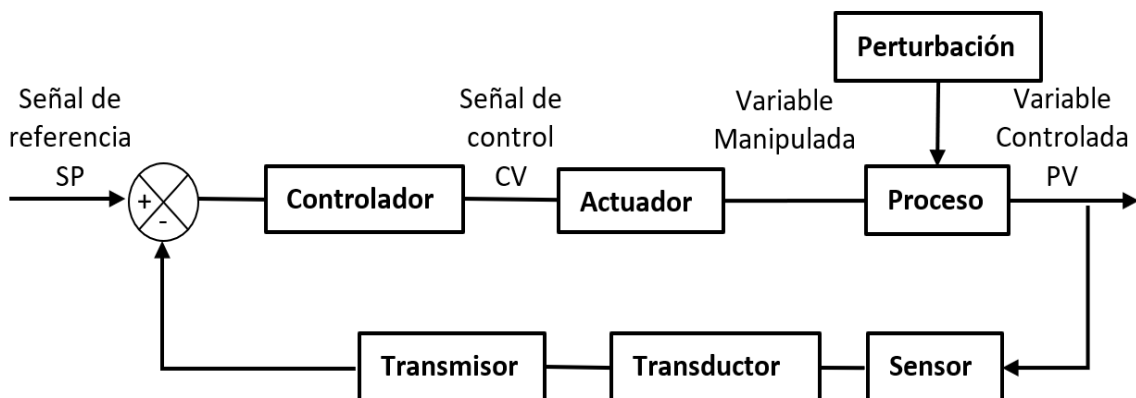 Perturbación
Señal de
referencia
SP
Señal de
control
CV
Variable
Manipulada
Variable
Controlada
PV
+
-
Controlador
Actuador
Proceso
Transmisor
Transductor
Sensor